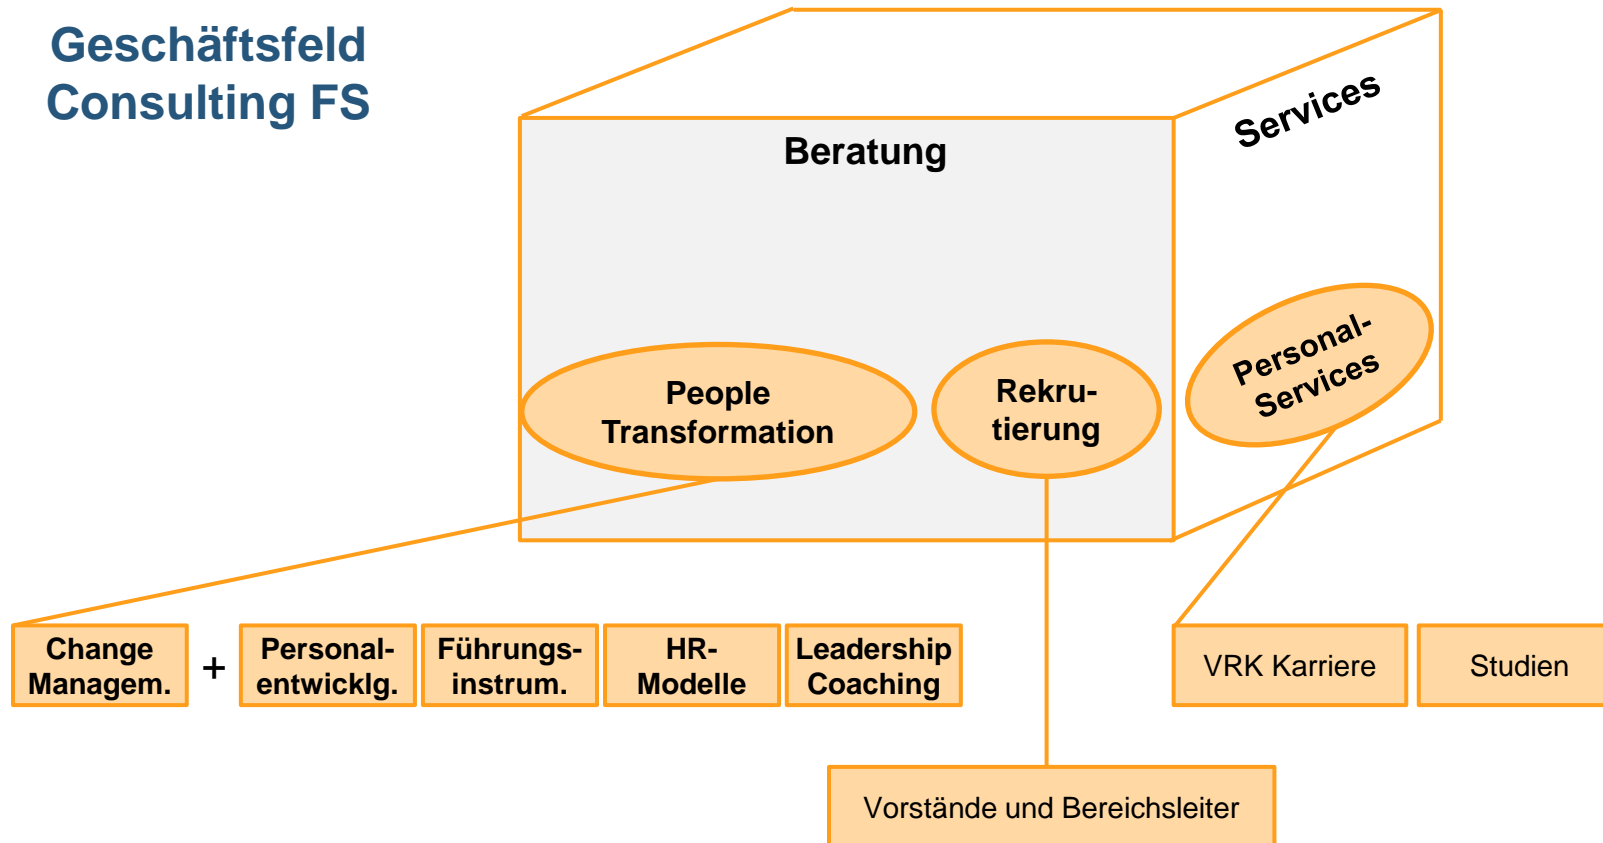 Geschäftsfeld
Consulting FS
Beratung
Services
People
Transformation
Rekru-
tierung
Personal-
Services
Change
Managem.
+
Personal-
entwicklg.
Führungs-
instrum.
HR-
Modelle
Leadership
Coaching
VRK Karriere
Studien
Vorstände und Bereichsleiter